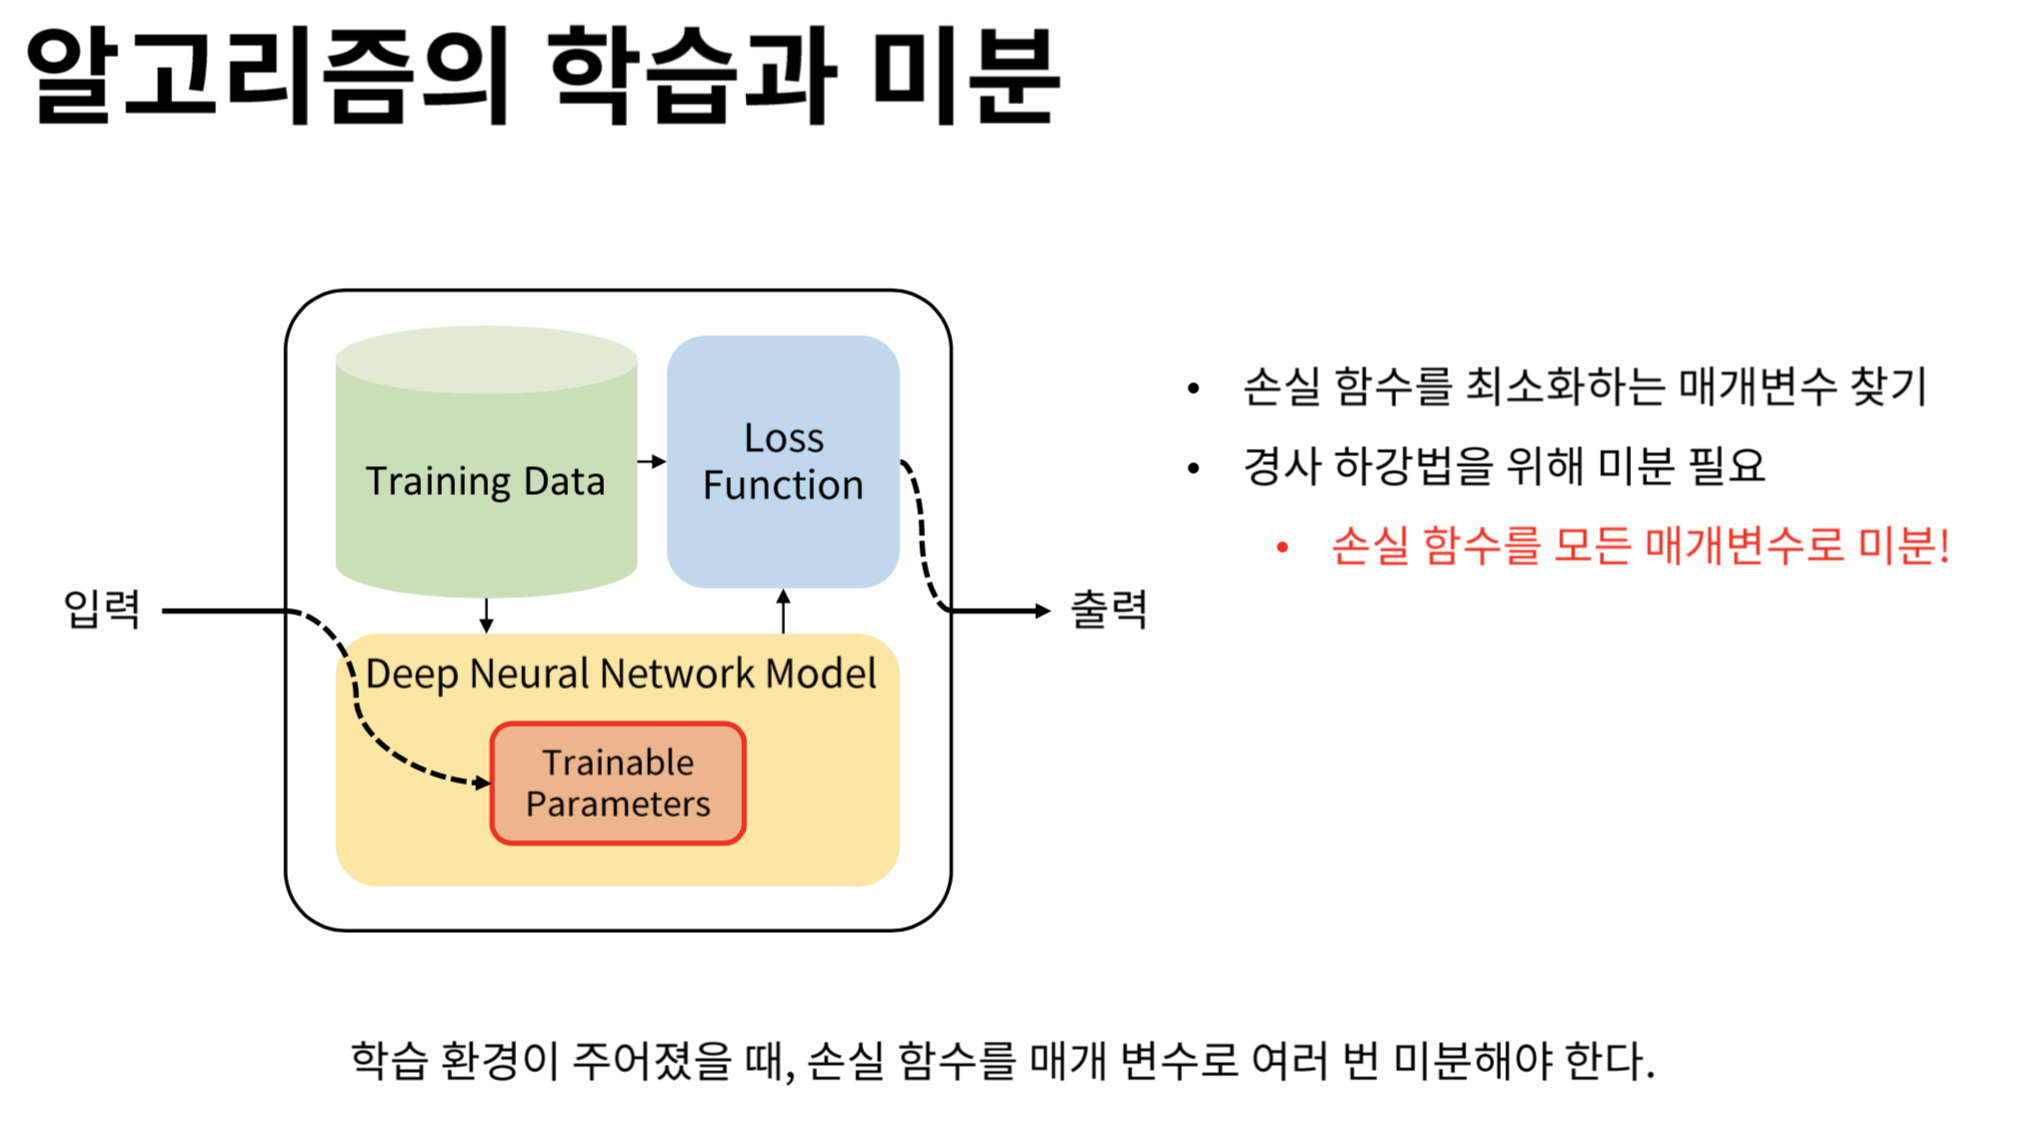 알고리즘의 학습과 미분
Training Data
Loss
Function
입력
출력
Deep Neural Network Model
Trainable
Parameters
• 손실 함수를 최소화하는 매개변수 찾기
• 경사 하강법을 위해 미분 필요
• 손실 함수를 모든 매개변수로 미분!
학습 환경이 주어졌을 때, 손실 함수를 매개 변수로 여러 번 미분해야 한다.